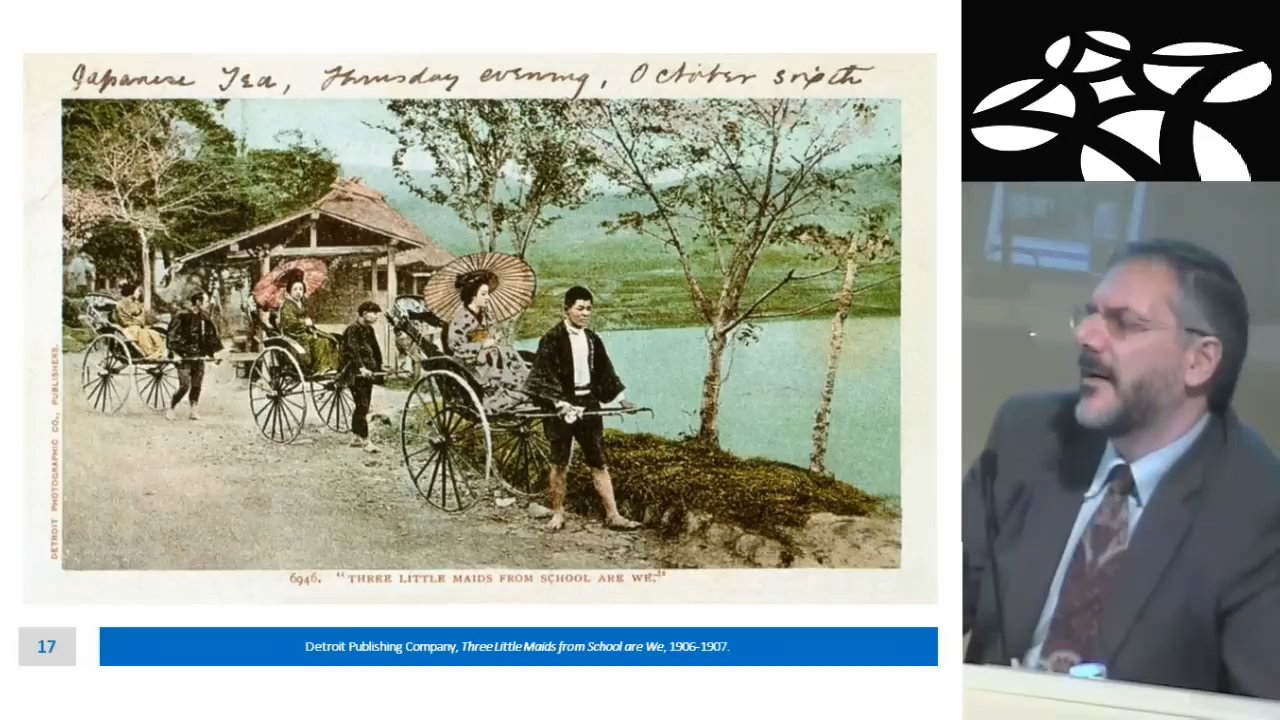 Japanese Tea, Thursday evening, October sixth
DETROIT PHOTOGRAPHIC CO., PUBLISHERS.
6946. "THREE LITTLE MAIDS FROM SCHOOL ARE WE."
17
Detroit Publishing Company, Three Little Maids from School are We, 1906-1907.